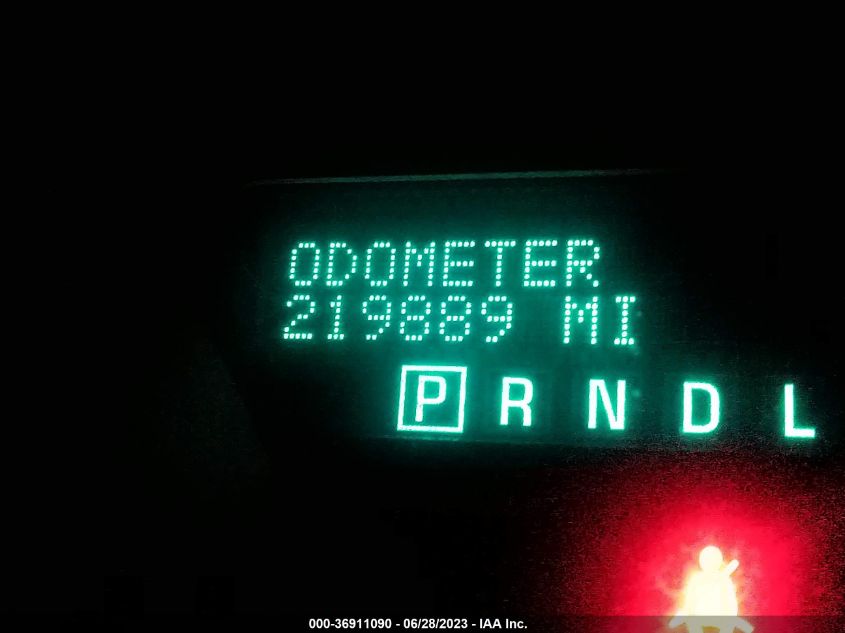 ODOMETER
219889 MI
P R N D L
000-36911090 - 06/28/2023 - IAA Inc.